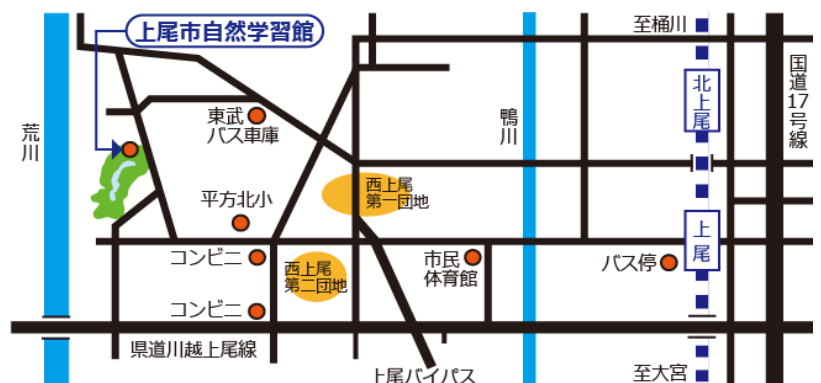 上尾市自然学習館
至桶川
国道17号線
北上尾
東武
バス車庫
鴨川
荒川
西上尾
第一団地
平方北小
上尾
コンビニ
西上尾
第二団地
市民
体育館
バス停
コンビニ
県道川越上尾線
上尾バイパス
至大宮